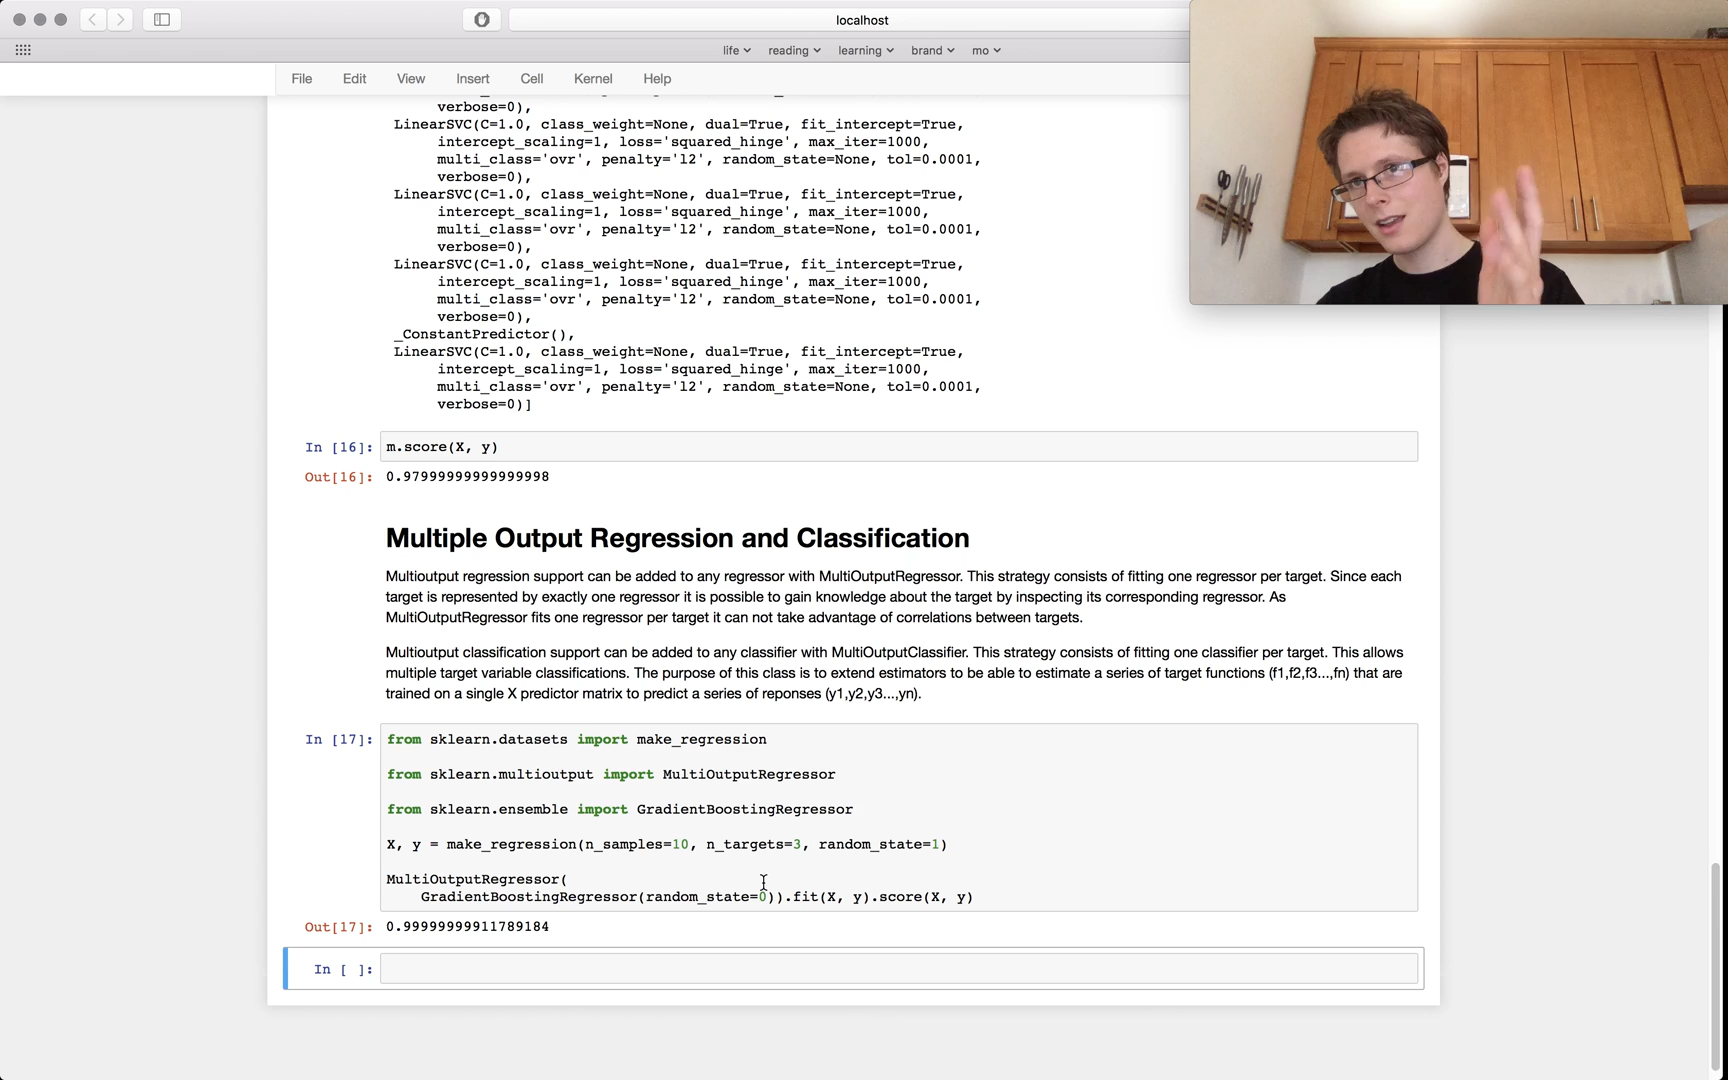 localhost
life reading learning brand mo
File Edit View Insert Cell Kernel Help
verbose=0),
LinearSVC(C=1.0, class_weight=None, dual=True, fit_intercept=True,
intercept_scaling=1, loss='squared_hinge', max_iter=1000,
multi_class='ovr', penalty='l2', random_state=None, tol=0.0001,
verbose=0),
LinearSVC(C=1.0, class_weight=None, dual=True, fit_intercept=True,
intercept_scaling=1, loss='squared_hinge', max_iter=1000,
multi_class='ovr', penalty='l2', random_state=None, tol=0.0001,
verbose=0),
LinearSVC(C=1.0, class_weight=None, dual=True, fit_intercept=True,
intercept_scaling=1, loss='squared_hinge', max_iter=1000,
multi_class='ovr', penalty='l2', random_state=None, tol=0.0001,
verbose=0),
_ConstantPredictor(),
LinearSVC(C=1.0, class_weight=None, dual=True, fit_intercept=True,
intercept_scaling=1, loss='squared_hinge', max_iter=1000,
multi_class='ovr', penalty='l2', random_state=None, tol=0.0001,
verbose=0)]
In [16]: m.score(X, y)
Out[16]: 0.97999999999999998
Multiple Output Regression and Classification
Multioutput regression support can be added to any regressor with MultiOutputRegressor. This strategy consists of fitting one regressor per target. Since each
target is represented by exactly one regressor it is possible to gain knowledge about the target by inspecting its corresponding regressor. As
MultiOutputRegressor fits one regressor per target it can not take advantage of correlations between targets.
Multioutput classification support can be added to any classifier with MultiOutputClassifier. This strategy consists of fitting one classifier per target. This allows
multiple target variable classifications. The purpose of this class is to extend estimators to be able to estimate a series of target functions (f1,f2,f3...,fn) that are
trained on a single X predictor matrix to predict a series of reponses (y1,y2,y3...,yn).
In [17]: from sklearn.datasets import make_regression
from sklearn.multioutput import MultiOutputRegressor
from sklearn.ensemble import GradientBoostingRegressor
X, y = make_regression(n_samples=10, n_targets=3, random_state=1)
MultiOutputRegressor(
GradientBoostingRegressor(random_state=0)).fit(X, y).score(X, y)
Out[17]: 0.99999999911789184
In [ ]: